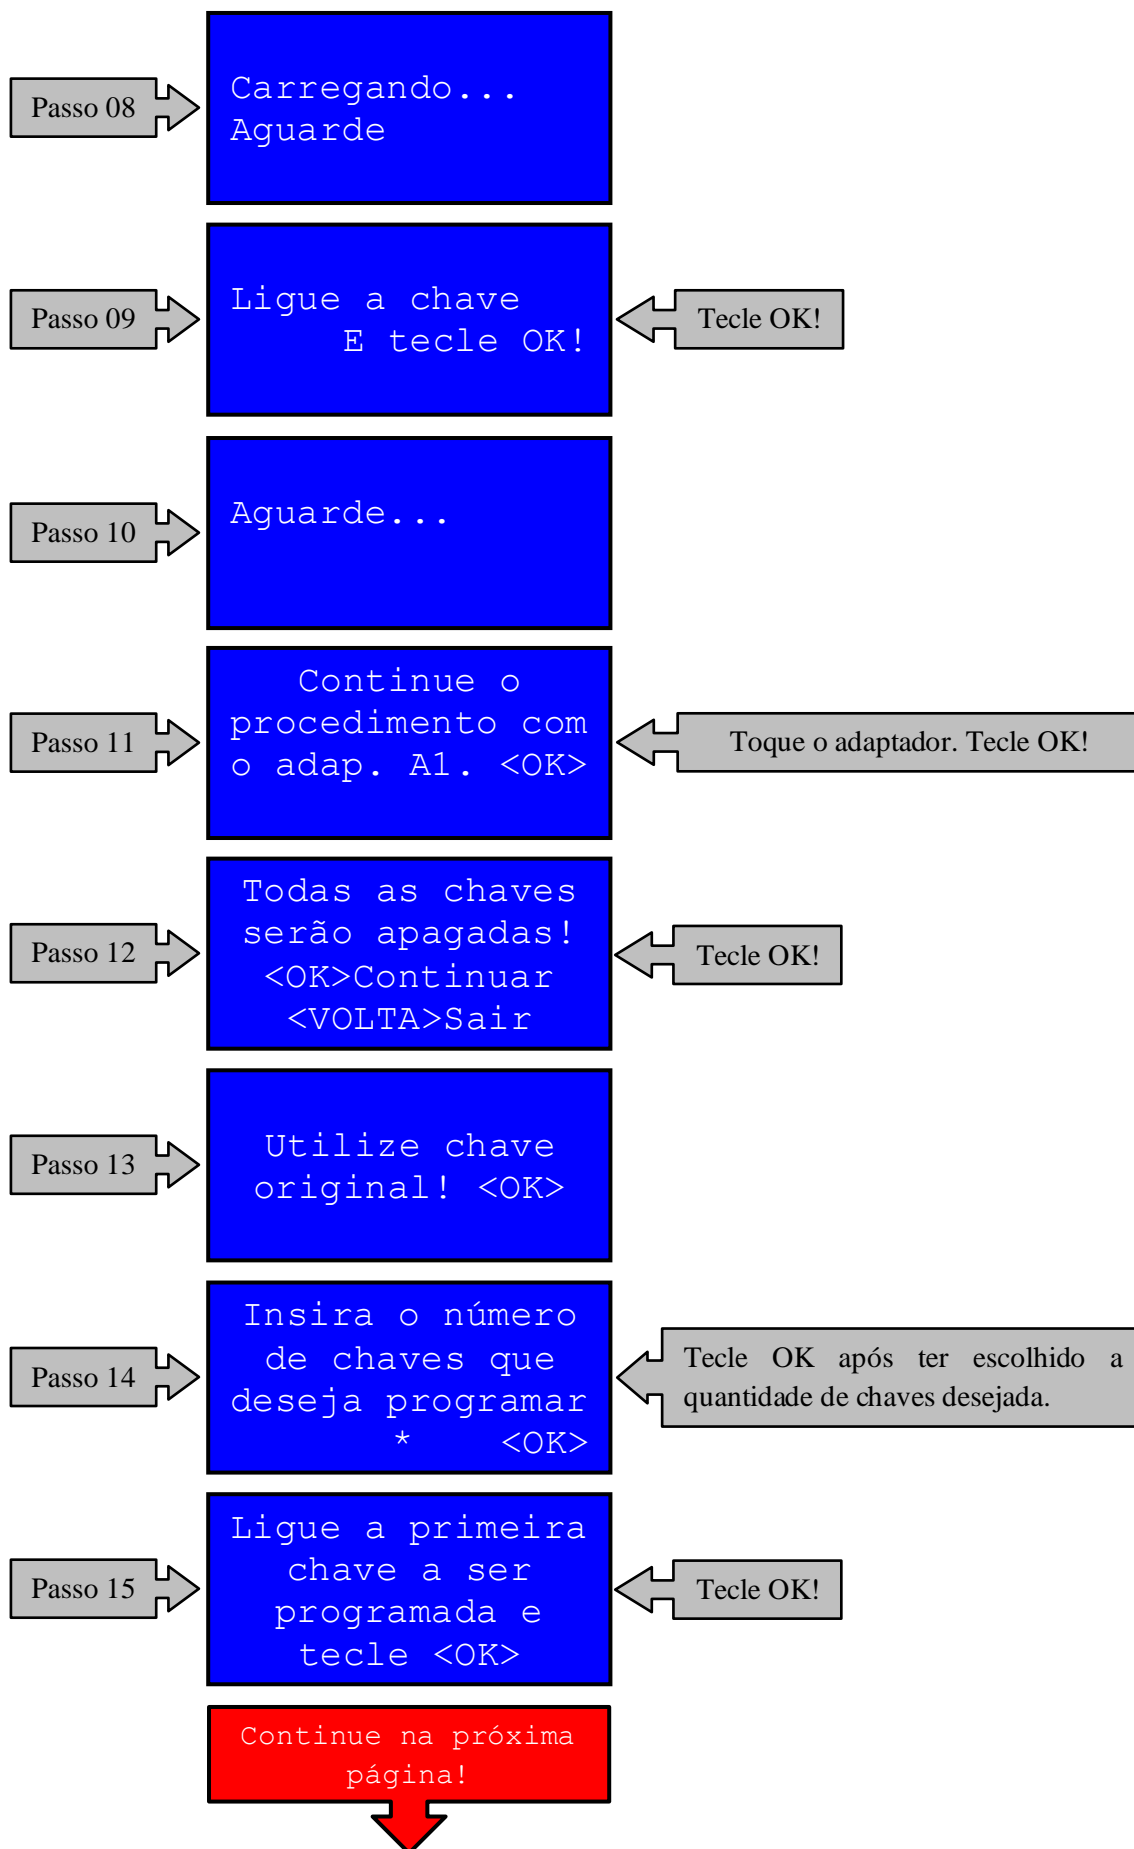 Passo 08
Carregando...
Aguarde
Passo 09
Ligue a chave
E tecle OK!
Tecle OK!
Passo 10
Aguarde...
Passo 11
Continue o
procedimento com
o adap. A1. <OK>
Toque o adaptador. Tecle OK!
Passo 12
Todas as chaves
serão apagadas!
<OK>Continuar
<VOLTA>Sair
Tecle OK!
Passo 13
Utilize chave
original! <OK>
Passo 14
Insira o número
de chaves que
deseja programar
* <OK>
Tecle OK após ter escolhido a
quantidade de chaves desejada.
Passo 15
Ligue a primeira
chave a ser
programada e
tecle <OK>
Tecle OK!
Continue na próxima
página!